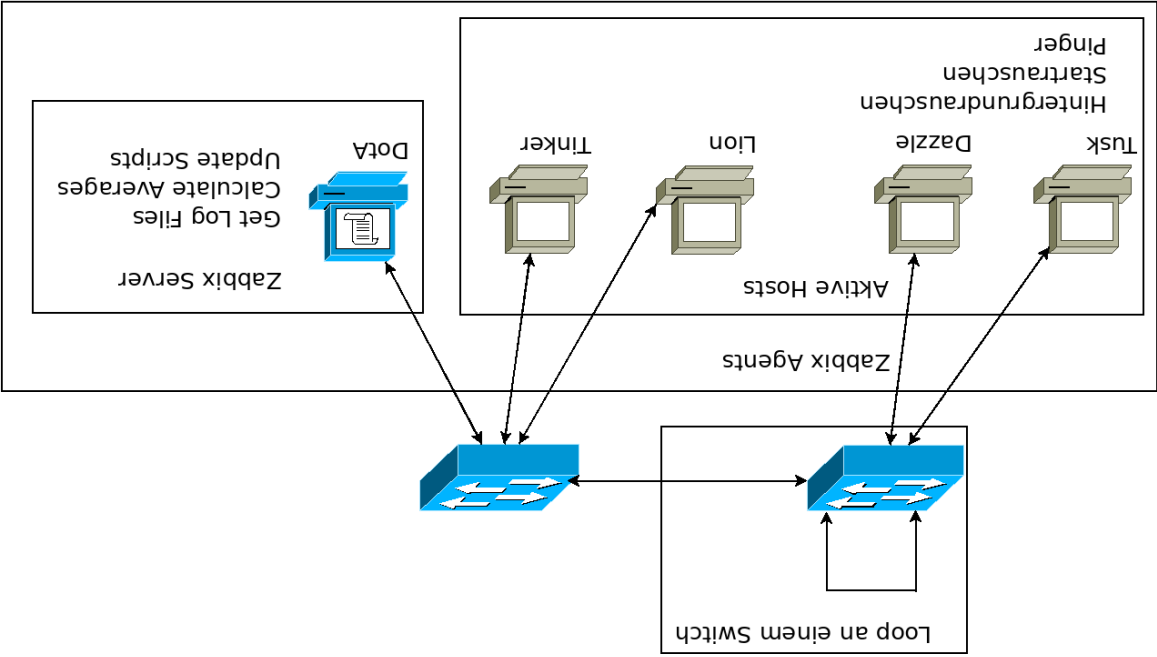 Loop an einem Switch
Zabbix Agents
Aktive Hosts
Zabbix Server
Get Log Files
Calculate Averages
Update Scripts
Tusk
Dazzle
Lion
Tinker
DotA
Hintergrundrauschen
Startrauschen
Pinger